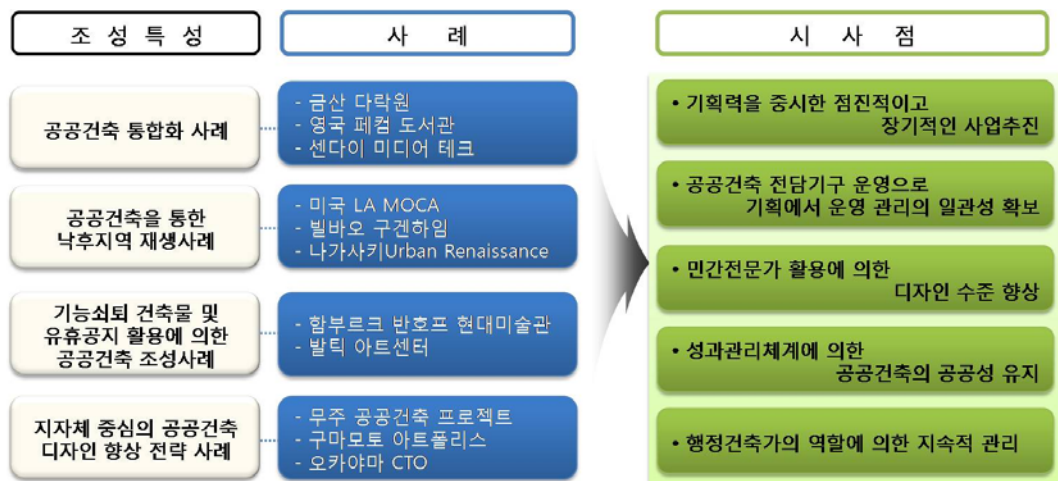 조 성 특 성
사 례
시 사 점
공공건축 통합화 사례
- 금산 다락원
- 영국 페컴 도서관
- 센다이 미디어 테크
공공건축을 통한
낙후지역 재생사례
- 미국 LA MOCA
- 빌바오 구겐하임
- 나가사키Urban Renaissance
기능쇠퇴 건축물 및
유휴공지 활용에 의한
공공건축 조성사례
- 함부르크 반호프 현대미술관
- 발틱 아트센터
지자체 중심의 공공건축
디자인 향상 전략 사례
- 무주 공공건축 프로젝트
- 구마모토 아트폴리스
- 오카야마 CTO
• 기획력을 중시한 점진적이고
장기적인 사업추진
• 공공건축 전담기구 운영으로
기획에서 운영 관리의 일관성 확보
• 민간전문가 활용에 의한
디자인 수준 향상
• 성과관리체계에 의한
공공건축의 공공성 유지
• 행정건축가의 역할에 의한 지속적 관리